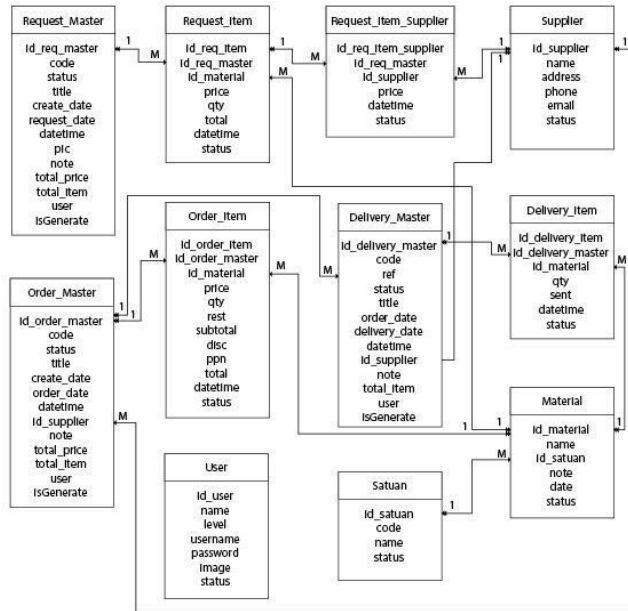 Request_Master
Id_req_master
code
status
title
create_date
request_date
datetime
pic
note
total_price
total_item
user
IsGenerate
1
M
Request_Item
Id_req_item
Id_req_master
Id_material
price
qty
total
datetime
status
1
M
M
Request_Item_Supplier
Id_req_item_supplier
Id_req_master
Id_supplier
price
datetime
status
1
M
1
Supplier
Id_supplier
name
address
phone
email
status
1
Order_Master
Id_order_master
code
status
title
create_date
order_date
datetime
Id_supplier
note
total_price
total_item
user
IsGenerate
1
1
M
Order_Item
Id_order_item
Id_order_master
Id_material
price
qty
rest
subtotal
disc
ppn
total
datetime
status
M
M
M
Delivery_Master
Id_delivery_master
code
ref
status
title
order_date
delivery_date
datetime
Id_supplier
note
total_item
user
IsGenerate
1
M
Delivery_Item
Id_delivery_item
Id_delivery_master
Id_material
qty
sent
datetime
status
M
User
Id_user
name
level
username
password
Image
status
Satuan
Id_satuan
code
name
status
1
M
1
1
1
Material
Id_material
name
Id_satuan
note
date
status